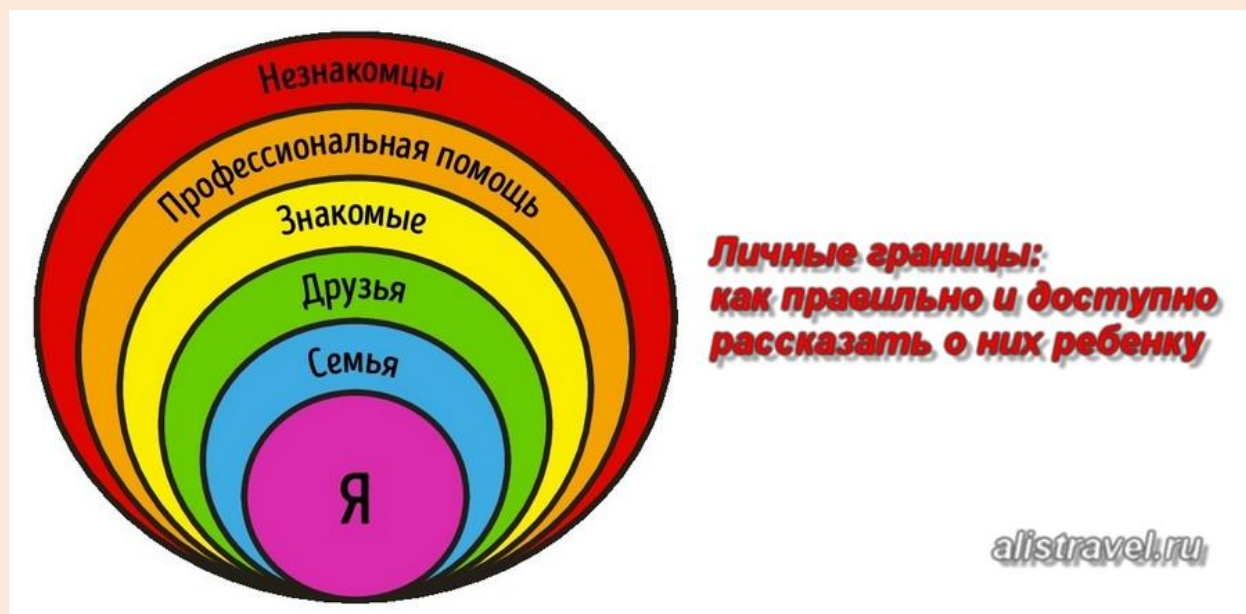 Незнакомцы
Профессиональная помощь
Знакомые
Друзья
Семья
Я
Личные границы:
как правильно и доступно
рассказать о них ребенку
alistravel.ru